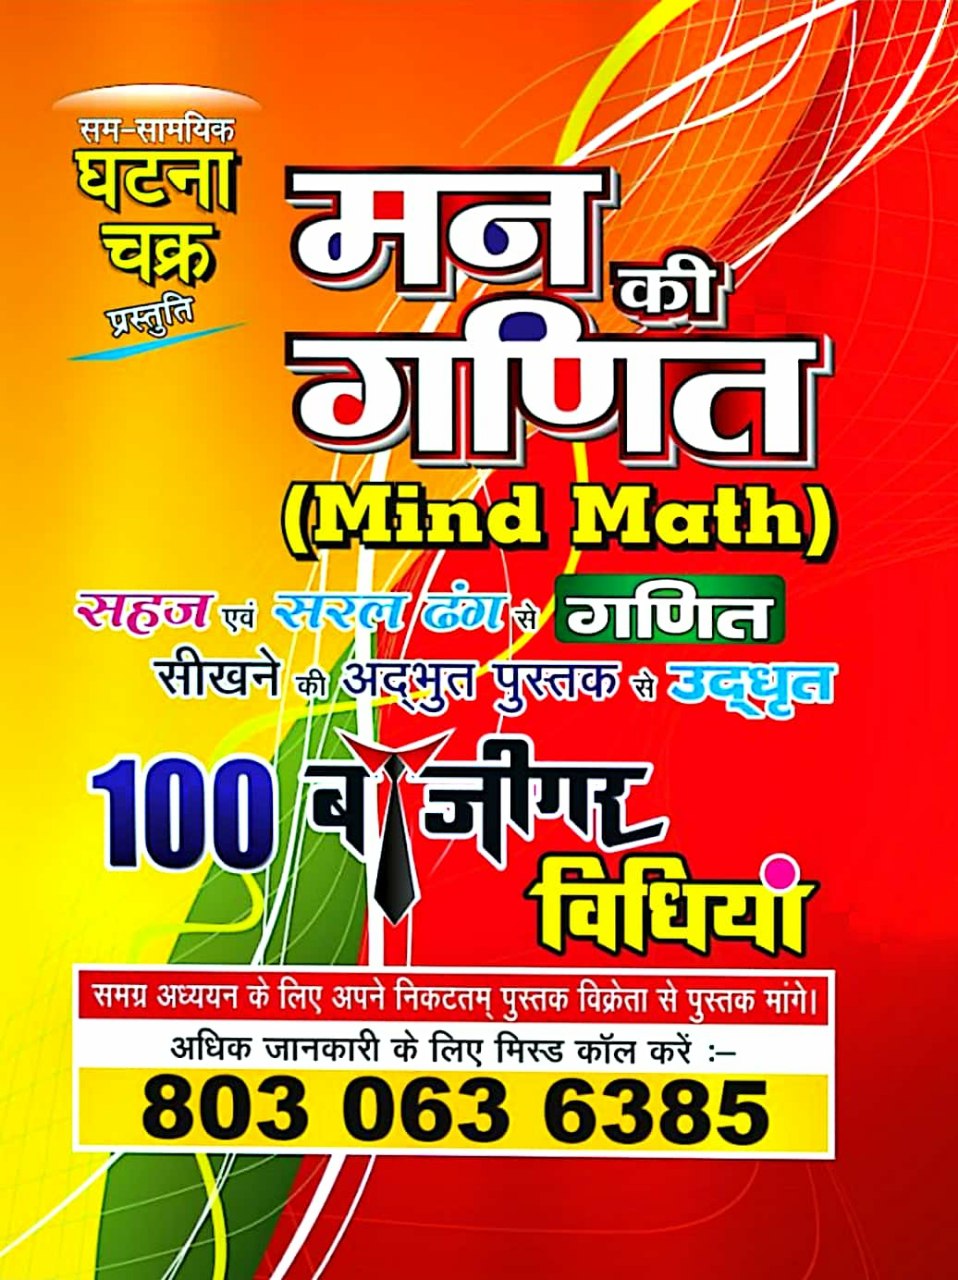 सम-सामयिक
घटना
चक्र
प्रस्तुति
मन
की
गणित
(Mind Math)
सहज एवं सरल ढंग से गणित
सीखने की अद्भुत पुस्तक से उद्धृत
100 बाजीगर
विधियां
समग्र अध्ययन के लिए अपने निकटतम् पुस्तक विक्रेता से पुस्तक मांगे।
अधिक जानकारी के लिए मिस्ड कॉल करें :–
803 063 6385